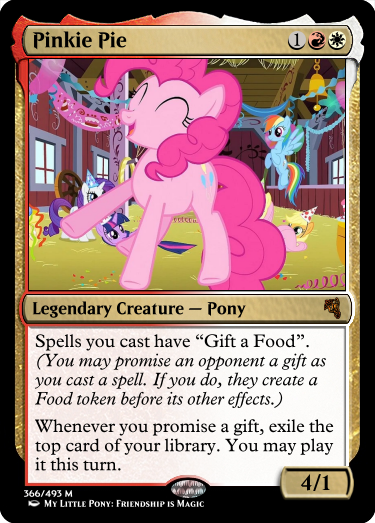 Pinkie Pie 1
Legendary Creature — Pony
Spells you cast have “Gift a Food”.
(You may promise an opponent a gift as
you cast a spell. If you do, they create a
Food token before its other effects.)
Whenever you promise a gift, exile the
top card of your library. You may play
it this turn.
4/1
366/493 M
My Little Pony: Friendship is Magic